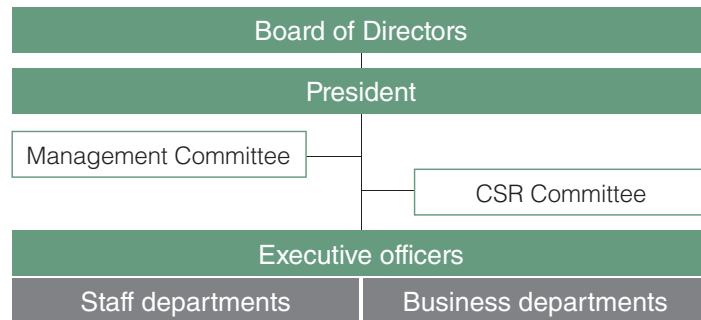 Board of Directors
President
Management Committee
CSR Committee
Executive officers
Staff departments
Business departments